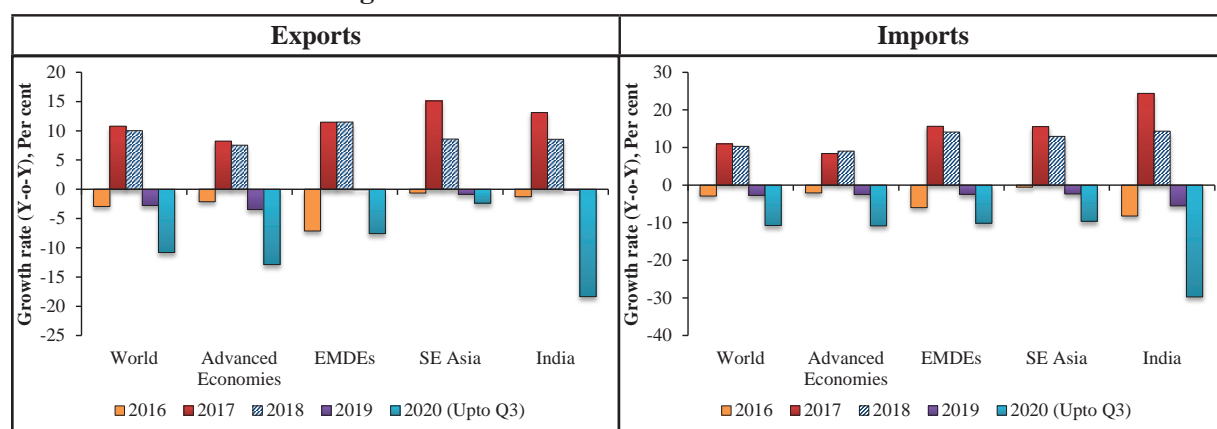 Exports
Growth rate (Y-o-Y), Per cent
20
15
10
5
0
-5
-10
-15
-20
-25
World
Advanced
Economies
EMDEs
SE Asia
India
2016
2017
2018
2019
2020 (Upto Q3)
Imports
Growth rate (Y-o-Y), Per cent
30
20
10
0
-10
-20
-30
-40
World
Advanced
Economies
EMDEs
SE Asia
India
2016
2017
2018
2019
2020 (Upto Q3)